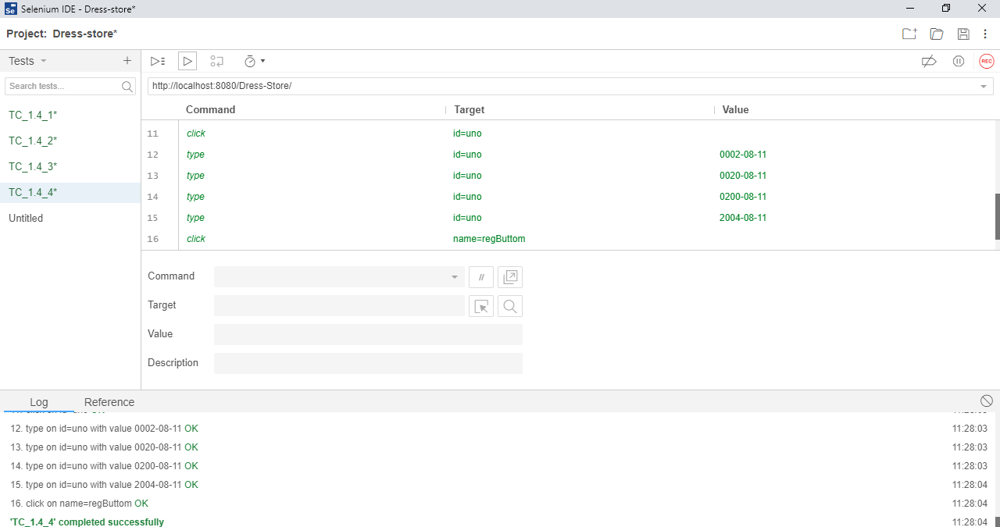 Selenium IDE - Dress-store*
Project: Dress-store*
Tests
Search tests...
TC_1.4_1*
TC_1.4_2*
TC_1.4_3*
TC_1.4_4*
Untitled
REC
http://localhost:8080/Dress-Store/
Command Target Value
11 click id=uno
12 type id=uno 0002-08-11
13 type id=uno 0020-08-11
14 type id=uno 0200-08-11
15 type id=uno 2004-08-11
16 click name=regButtom
Command //
Target
Value
Description
Log Reference
12. type on id=uno with value 0002-08-11 OK 11:28:03
13. type on id=uno with value 0020-08-11 OK 11:28:03
14. type on id=uno with value 0200-08-11 OK 11:28:03
15. type on id=uno with value 2004-08-11 OK 11:28:04
16. click on name=regButtom OK 11:28:04
'TC_1.4_4' completed successfully 11:28:04